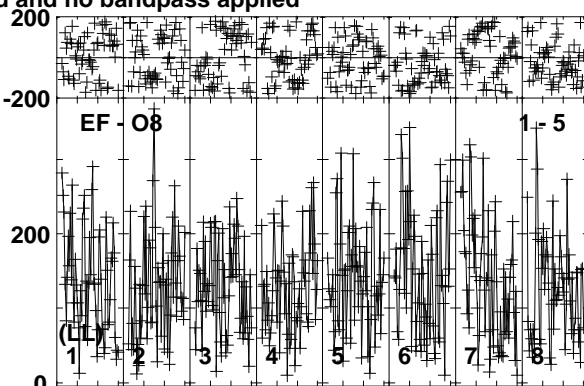 d and no bandpass applied
200
-200
EF - O8 1 - 5
200
(LL)
1 2 3 4 5 6 7 8
0